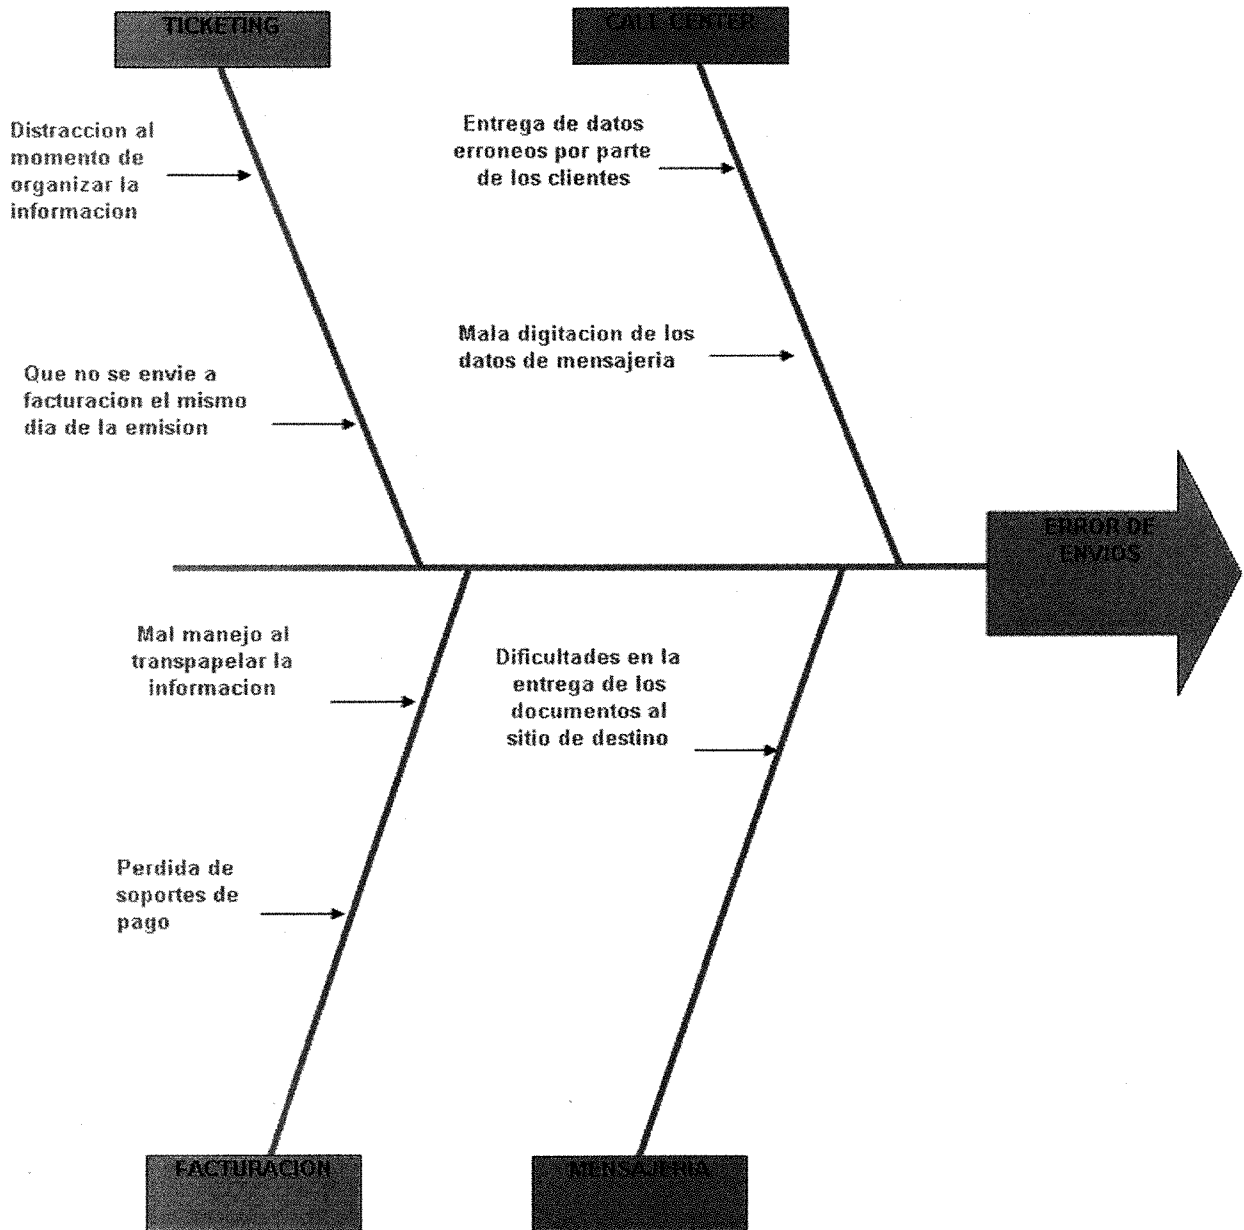 TICKETING
CALL CENTER
Distraccion al
momento de
organizar la
informacion
Entrega de datos
erroneos por parte
de los clientes
Que no se envie a
facturacion el mismo
dia de la emision
Mala digitacion de los
datos de mensajeria
ERROR DE
ENVIOS
Mal manejo al
transpapelar la
informacion
Dificultades en la
entrega de los
documentos al
sitio de destino
Perdida de
soportes de
pago
FACTURACION
MENSAJERIA